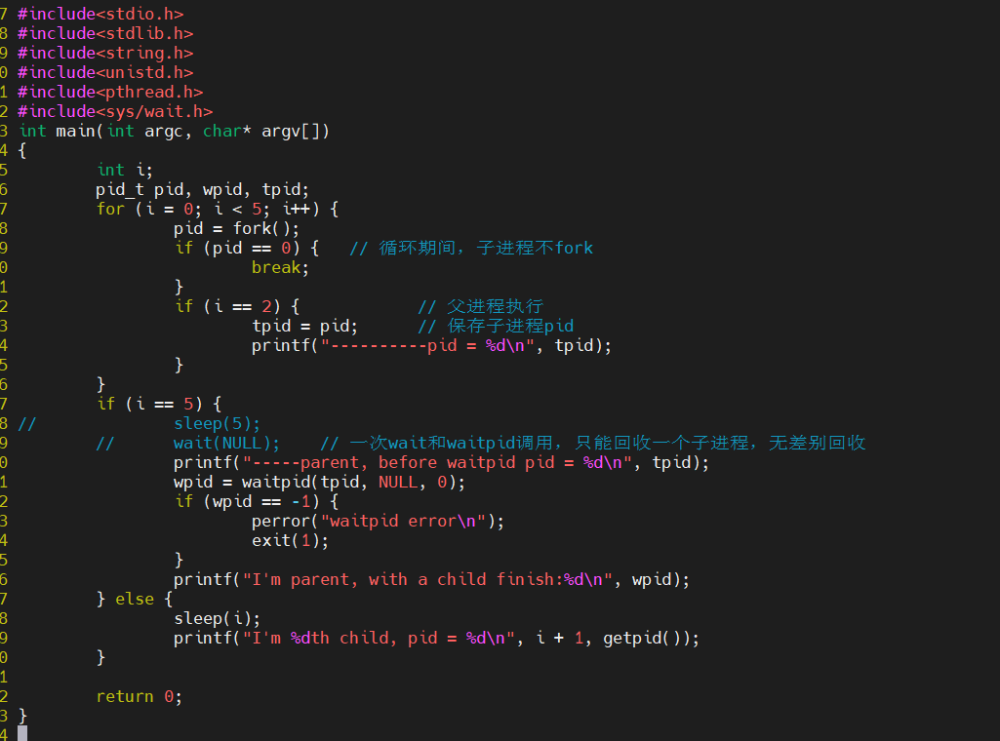 7 #include<stdio.h>
8 #include<stdlib.h>
9 #include<string.h>
0 #include<unistd.h>
1 #include<pthread.h>
2 #include<sys/wait.h>
3 int main(int argc, char* argv[])
4 {
5         int i;
6         pid_t pid, wpid, tpid;
7         for (i = 0; i < 5; i++) {
8                 pid = fork();
9                 if (pid == 0) {   // 循环期间，子进程不fork
0                         break;
1                 }
2                 if (i == 2) {            // 父进程执行
3                         tpid = pid;      // 保存子进程pid
4                         printf("----------pid = %d\n", tpid);
5                 }
6         }
7         if (i == 5) {
8 //              sleep(5);
9         //      wait(NULL);    // 一次wait和waitpid调用，只能回收一个子进程，无差别回收
0                 printf("-----parent, before waitpid pid = %d\n", tpid);
1                 wpid = waitpid(tpid, NULL, 0);
2                 if (wpid == -1) {
3                         perror("waitpid error\n");
4                         exit(1);
5                 }
6                 printf("I'm parent, with a child finish:%d\n", wpid);
7         } else {
8                 sleep(i);
9                 printf("I'm %dth child, pid = %d\n", i + 1, getpid());
0         }
1
2         return 0;
3 }
4